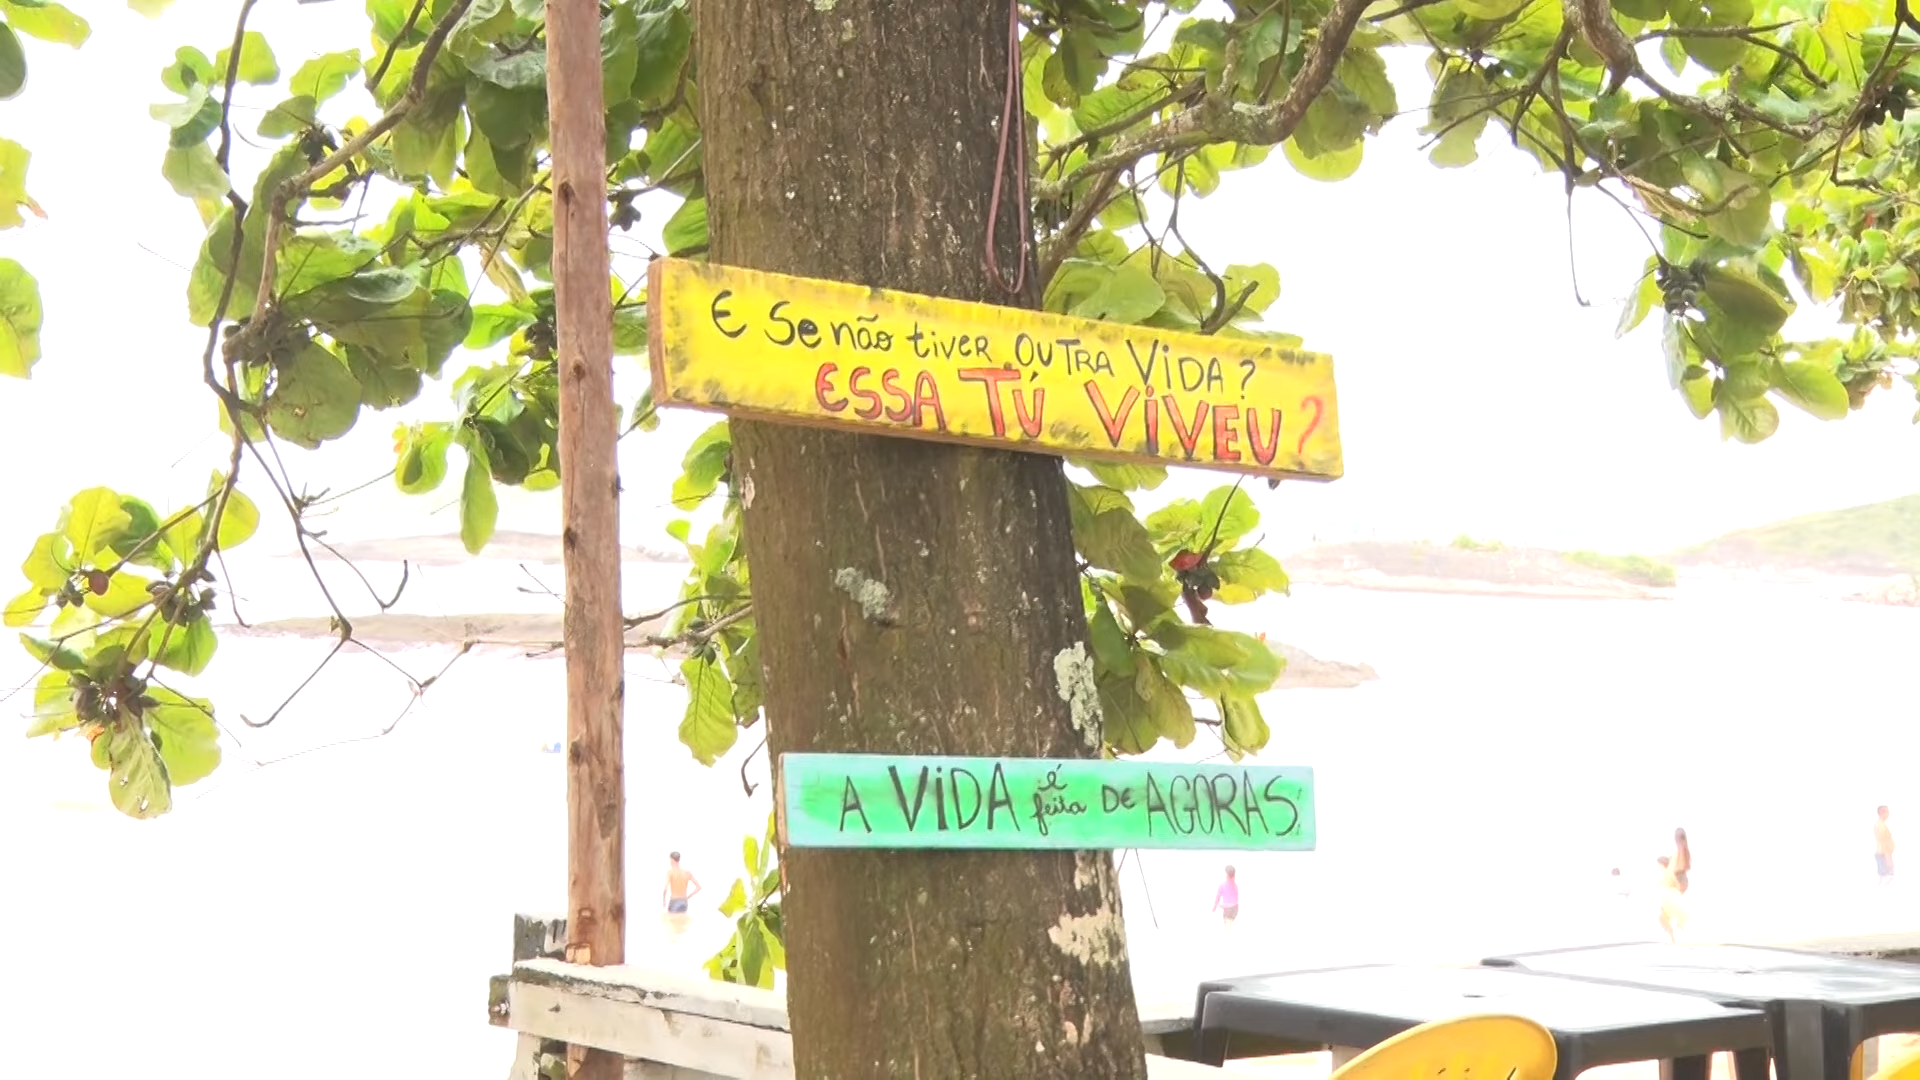 E Se não tiver OUTRA ViDA?
ESSA TÚ ViVEU?
A ViDA é feita DE AGORAS!